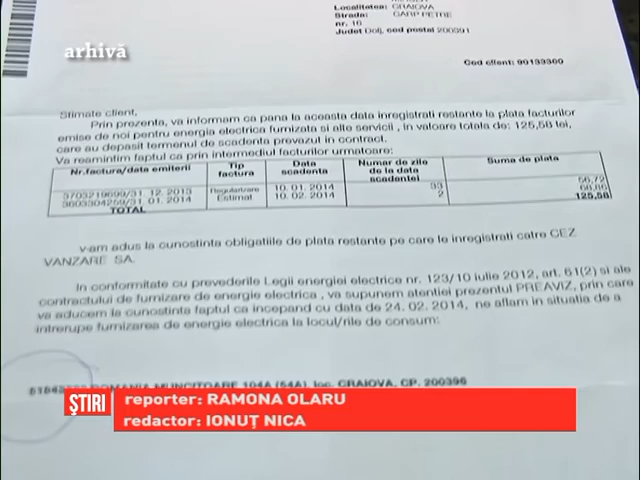 Localitatea: CRAIOVA
Strada: GARP PETRE
nr. 16
Judet Dolj, cod postal 200391
arhivă
Cod client: 90133300
Stimate client,
Prin prezenta, va informam ca pana la aceasta data inregistrati restante la plata facturilor
emise de noi pentru energia electrica furnizata si alte servicii , in valoare totala de: 125,58 lei,
care au depasit termenul de scadenta prevazut in contract.
Va reamintim faptul ca prin intermediul facturilor urmatoare:
Nr.factura/data emiterii Tip factura Data scadenta Numar de zile de la data scadentei Suma de plata
3703219699/31. 12. 2013 Regularizare 10. 01. 2014 33 56,72
3803304259/31. 01. 2014 Estimat 10. 02. 2014 2 68,86
TOTAL 125,58
v-am adus la cunostinta obligatiile de plata restante pe care le inregistrati catre CEZ
VANZARE SA.
In conformitate cu prevederile Legii energiei electrice nr. 123/10 iulie 2012, art. 61(2) si ale
contractului de furnizare de energie electrica , va supunem atentiei prezentul PREAVIZ, prin care
va aducem la cunostinta faptul ca incepand cu data de 24. 02. 2014, ne aflam in situatia de a
intrerupe furnizarea de energie electrica la locul/rile de consum:
ROMANIA MUNCITOARE 104A (54A), loc. CRAIOVA, CP. 200396
ŞTIRI
reporter: RAMONA OLARU
redactor: IONUŢ NICA